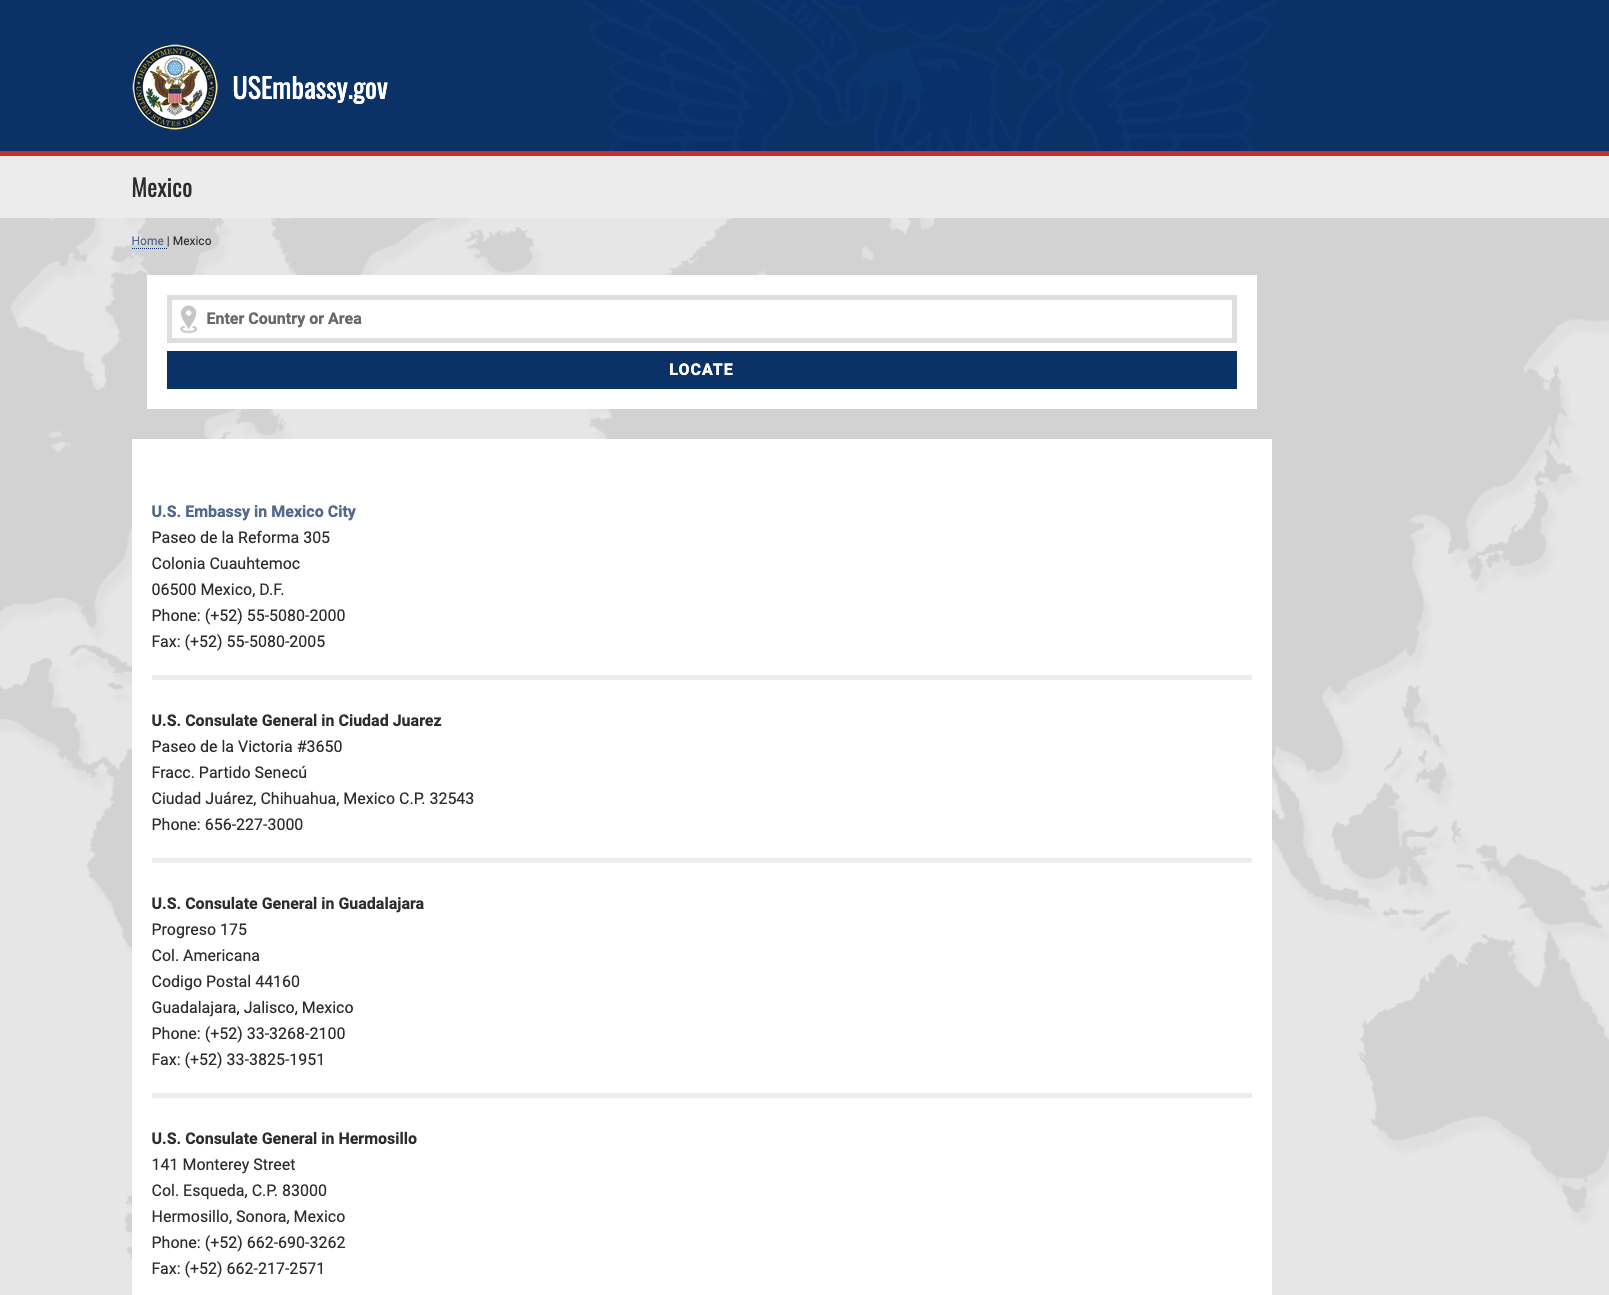 USEmbassy.gov
Mexico
Home | Mexico
Enter Country or Area
LOCATE
U.S. Embassy in Mexico City
Paseo de la Reforma 305
Colonia Cuauhtemoc
06500 Mexico, D.F.
Phone: (+52) 55-5080-2000
Fax: (+52) 55-5080-2005
U.S. Consulate General in Ciudad Juarez
Paseo de la Victoria #3650
Fracc. Partido Senecú
Ciudad Juárez, Chihuahua, Mexico C.P. 32543
Phone: 656-227-3000
U.S. Consulate General in Guadalajara
Progreso 175
Col. Americana
Codigo Postal 44160
Guadalajara, Jalisco, Mexico
Phone: (+52) 33-3268-2100
Fax: (+52) 33-3825-1951
U.S. Consulate General in Hermosillo
141 Monterey Street
Col. Esqueda, C.P. 83000
Hermosillo, Sonora, Mexico
Phone: (+52) 662-690-3262
Fax: (+52) 662-217-2571